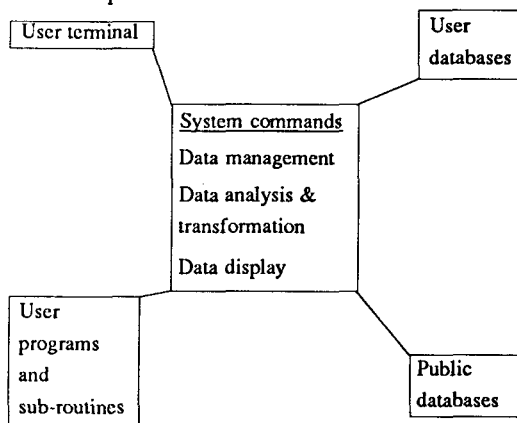 User terminal
User
databases
System commands
Data management
Data analysis &
transformation
Data display
User
programs
and
sub-routines
Public
databases